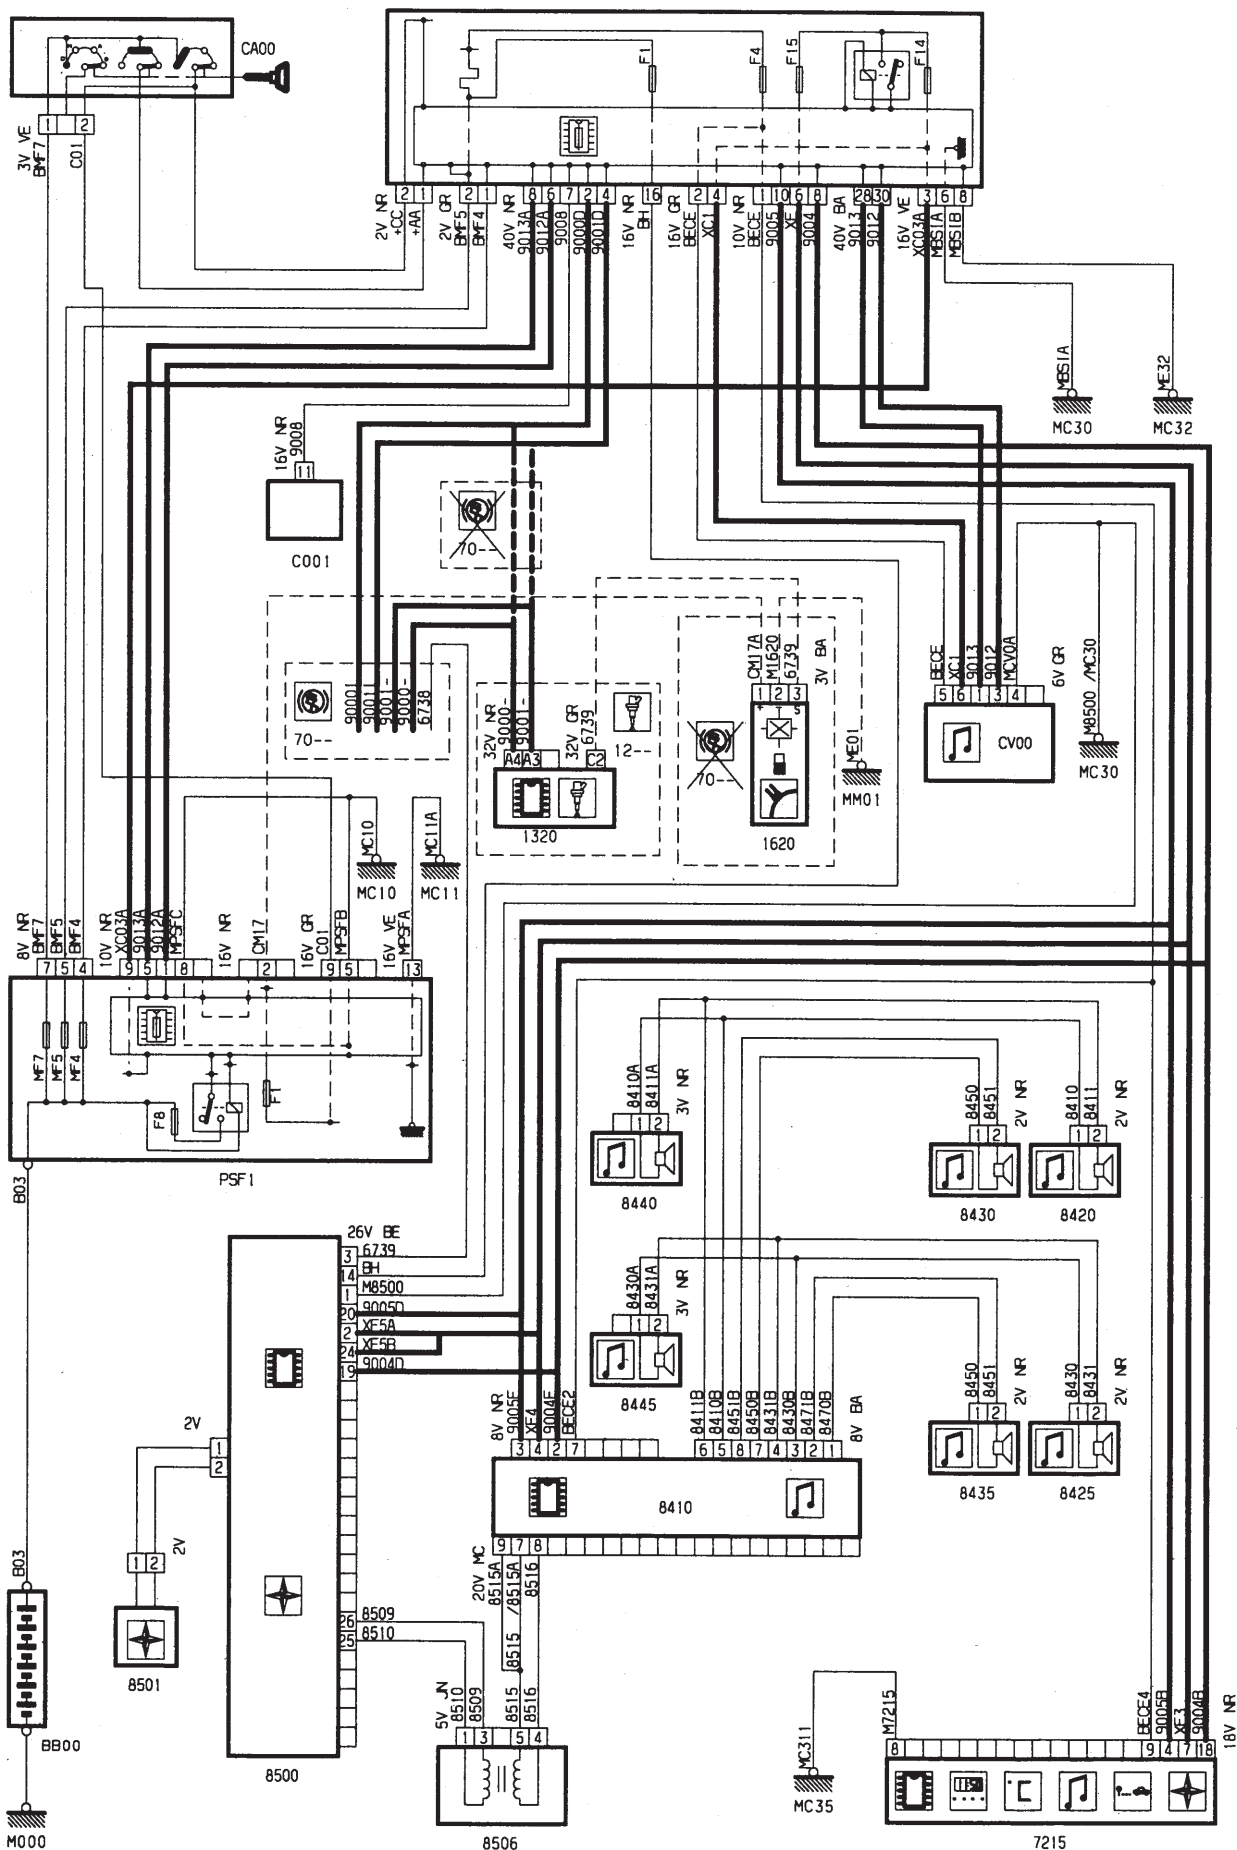 CA00
F1
F4
F15
F14
1 2
3V VE
BMF7
C01
2 1 2 1 8 6 7 2 4 16 2 4 1 10 6 8 28 30 3 6 8
2V NR
+CC
+AA
2V GR
BMF5
BMF4
40V NR
9013A
9012A
9008
9000D
9001D
16V NR
BH
16V GR
BECE
XC1
10V NR
BECE
9005
XE
9004
40V BA
9013
9012
16V VE
XC03A
MBS1A
MBS1B
MBS1A
MC30
ME32
MC32
16V NR
9008
11
C001
70--
9000
9001
9001-
9000-
6738
70--
32V NR
9000-
9001-
32V GR
6739
A4 A3 C2
12--
1320
CM17A
M1620
6739
3V BA
1 2 3
+ S
70--
1620
ME01
MM01
BECE
XC1
9013
9012
MCV0A
6V GR
5 6 1 3 4
CV00
M8500 /MC30
MC30
MC10
MC10
MC11A
MC11
8V NR
BMF7
BMF5
BMF4
10V NR
XC03A
9013A
9012A
MPSFC
16V NR
CM17
16V GR
C01
MPSFB
16V VE
MPSFA
7 5 4 9 5 1 8 2 9 5 13
MF7
MF5
MF4
F8
F1
PSF1
B03
8410A
8411A
3V NR
1 2
8440
8450
8451
2V NR
1 2
8430
8410
8411
2V NR
1 2
8420
26V BE
3 6739
14 BH
1 M8500
20 9005D
2 XE5A
24 XE5B
19 9004D
8430A
8431A
3V NR
1 2
8445
8450
8451
2V NR
1 2
8435
8430
8431
2V NR
1 2
8425
8V NR
9005E
XE4
9004E
BECE2
3 4 2 7
8411B
8410B
8451B
8450B
8431B
8430B
8471B
8470B
8V BA
6 5 8 7 4 3 2 1
8410
2V
1
2
1 2
2V
8501
B03
BB00
M000
26 8509
25 8510
8500
9 7 8
20V MC
8515A
/8515A
8516
8515
5V JN
8510
8509
8515
8516
1 3 5 4
8506
MC311
MC35
M7215
BECE4
9005B
XE3
9004B
18V NR
8 9 4 7 18
°C
7215